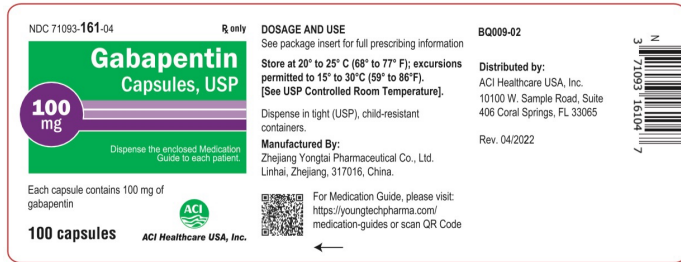 NDC 71093-161-04
Rx only
Gabapentin
Capsules, USP
100
mg
Dispense the enclosed Medication
Guide to each patient.
Each capsule contains 100 mg of
gabapentin
100 capsules
ACI
ACI Healthcare USA, Inc.
DOSAGE AND USE
See package insert for full prescribing information
Store at 20° to 25° C (68° to 77° F); excursions
permitted to 15° to 30°C (59° to 86°F).
[See USP Controlled Room Temperature].
Dispense in tight (USP), child-resistant
containers.
Manufactured By:
Zhejiang Yongtai Pharmaceutical Co., Ltd.
Linhai, Zhejiang, 317016, China.
For Medication Guide, please visit:
https://youngtechpharma.com/
medication-guides or scan QR Code
BQ009-02
Distributed by:
ACI Healthcare USA, Inc.
10100 W. Sample Road, Suite
406 Coral Springs, FL 33065
Rev. 04/2022
N
3 71093 16104 7